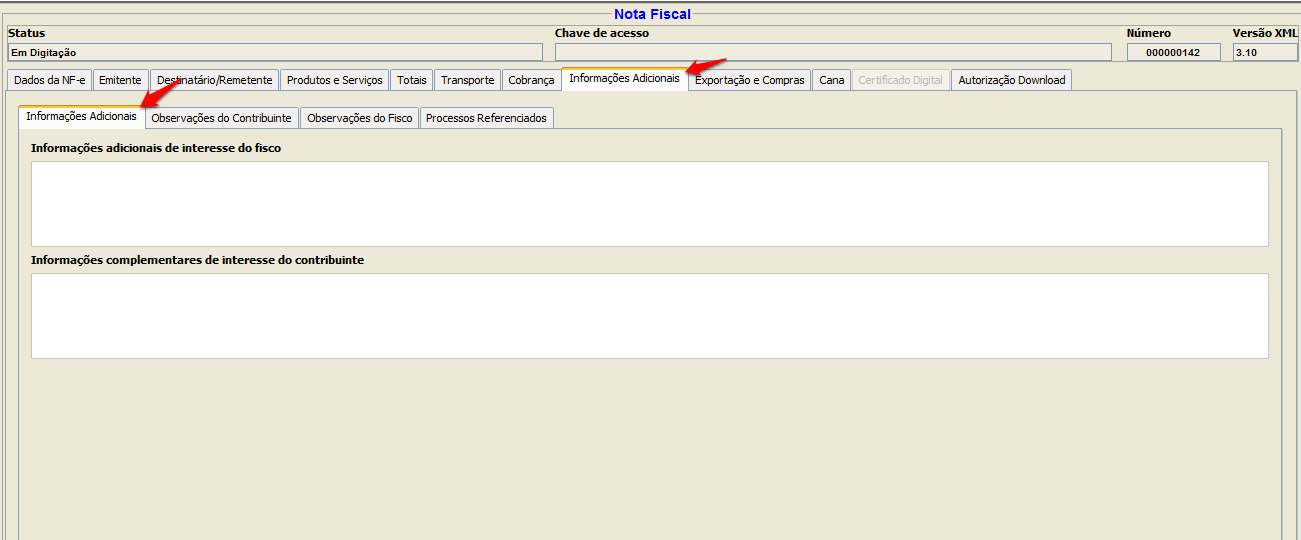 Nota Fiscal
Status Chave de acesso Número Versão XML
Em Digitação 000000142 3.10
Dados da NF-e Emitente Destinatário/Remetente Produtos e Serviços Totais Transporte Cobrança Informações Adicionais Exportação e Compras Cana Certificado Digital Autorização Download
Informações Adicionais Observações do Contribuinte Observações do Fisco Processos Referenciados
Informações adicionais de interesse do fisco
Informações complementares de interesse do contribuinte